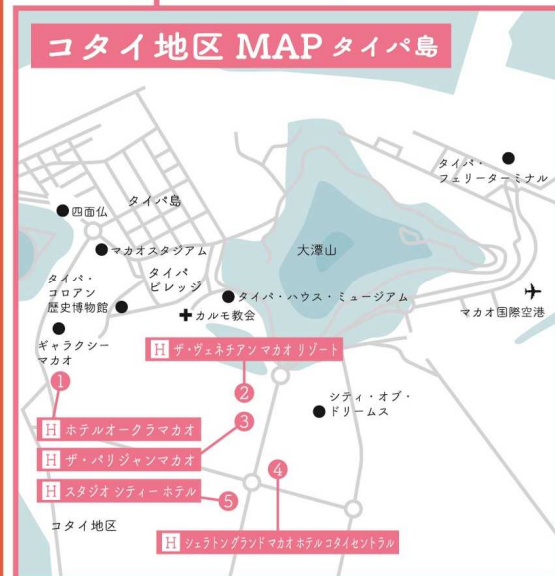 コタイ地区 MAP タイパ島
タイパ・
フェリーターミナル
タイパ島
四面仏
マカオスタジアム
大潭山
タイパ
ビレッジ
タイパ・
コロアン
歴史博物館
タイパ・ハウス・ミュージアム
カルモ教会
マカオ国際空港
ギャラクシー
マカオ
H ザ・ヴェネチアン マカオ リゾート
1
2
シティ・オブ・
ドリームス
3
H ホテルオークラマカオ
H ザ・パリジャンマカオ
4
H スタジオ シティー ホテル
5
コタイ地区
H シェラトングランド マカオ ホテル コタイセントラル